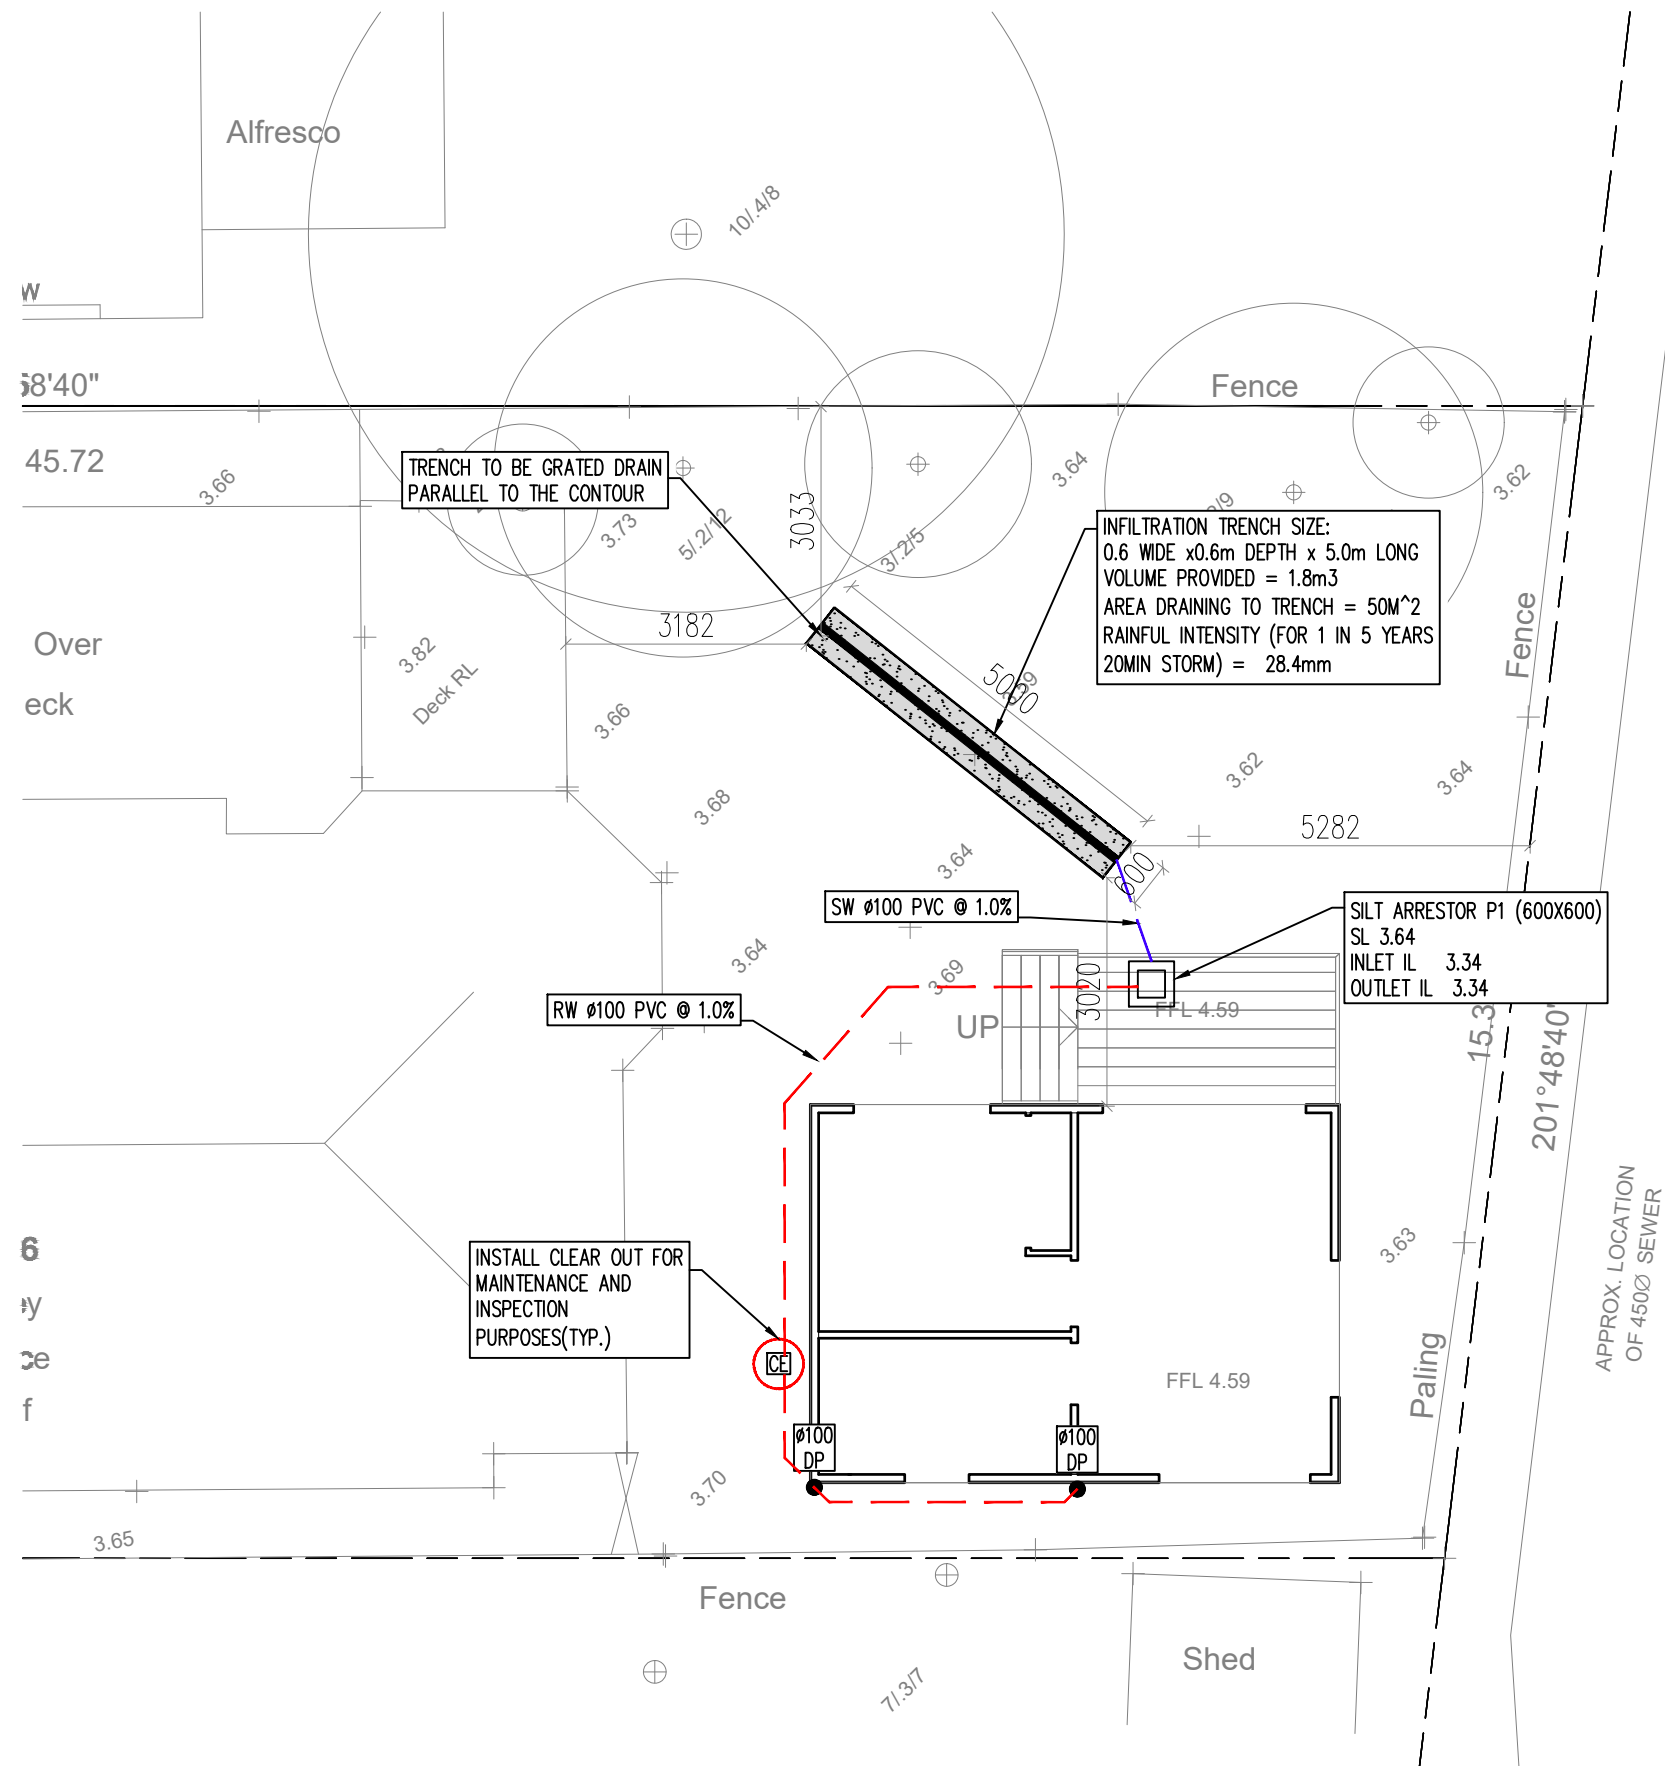 Alfresco
10/.4/8
W
58'40"
Fence
45.72
3.66
TRENCH TO BE GRATED DRAIN
PARALLEL TO THE CONTOUR
3.73
5/.2/12
3033
3/.2/5
3.64
3.62
INFILTRATION TRENCH SIZE:
0.6 WIDE x0.6m DEPTH x 5.0m LONG
VOLUME PROVIDED = 1.8m3
AREA DRAINING TO TRENCH = 50M^2
RAINFUL INTENSITY (FOR 1 IN 5 YEARS
20MIN STORM) = 28.4mm
Over
eck
3.82
Deck RL
3182
3.66
Fence
3.68
3.62
3.64
5282
3.64
600
SW ø100 PVC @ 1.0%
SILT ARRESTOR P1 (600X600)
SL 3.64
INLET IL 3.34
OUTLET IL 3.34
3.64
3.69
3020
FFL 4.59
UP
RW ø100 PVC @ 1.0%
15.3
201°48'40"
INSTALL CLEAR OUT FOR
MAINTENANCE AND
INSPECTION
PURPOSES(TYP.)
CE
6
ey
ce
f
3.63
APPROX. LOCATION
OF 450Ø SEWER
Paling
FFL 4.59
ø100
DP
ø100
DP
3.70
3.65
Fence
Shed
7/.3/7